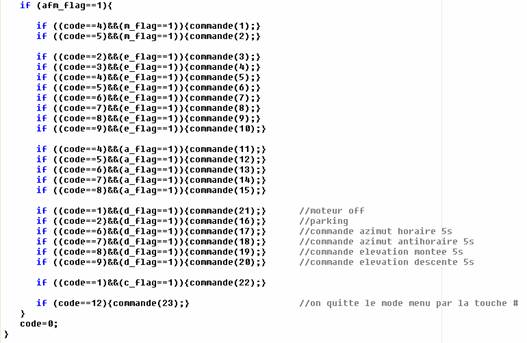 if (afm_flag==1){
if ((code==4)&&(m_flag==1)){commande(1);}
if ((code==5)&&(m_flag==1)){commande(2);}
if ((code==2)&&(e_flag==1)){commande(3);}
if ((code==3)&&(e_flag==1)){commande(4);}
if ((code==4)&&(e_flag==1)){commande(5);}
if ((code==5)&&(e_flag==1)){commande(6);}
if ((code==6)&&(e_flag==1)){commande(7);}
if ((code==7)&&(e_flag==1)){commande(8);}
if ((code==8)&&(e_flag==1)){commande(9);}
if ((code==9)&&(e_flag==1)){commande(10);}
if ((code==4)&&(a_flag==1)){commande(11);}
if ((code==5)&&(a_flag==1)){commande(12);}
if ((code==6)&&(a_flag==1)){commande(13);}
if ((code==7)&&(a_flag==1)){commande(14);}
if ((code==8)&&(a_flag==1)){commande(15);}
if ((code==1)&&(d_flag==1)){commande(21);} //moteur off
if ((code==2)&&(d_flag==1)){commande(16);} //parking
if ((code==6)&&(d_flag==1)){commande(17);} //commande azimut horaire 5s
if ((code==7)&&(d_flag==1)){commande(18);} //commande azimut antihoraire 5s
if ((code==8)&&(d_flag==1)){commande(19);} //commande elevation montee 5s
if ((code==9)&&(d_flag==1)){commande(20);} //commande elevation descente 5s
if ((code==1)&&(c_flag==1)){commande(22);}
if (code==12){commande(23);} //on quitte le mode menu par la touche #
}
code=0;
}